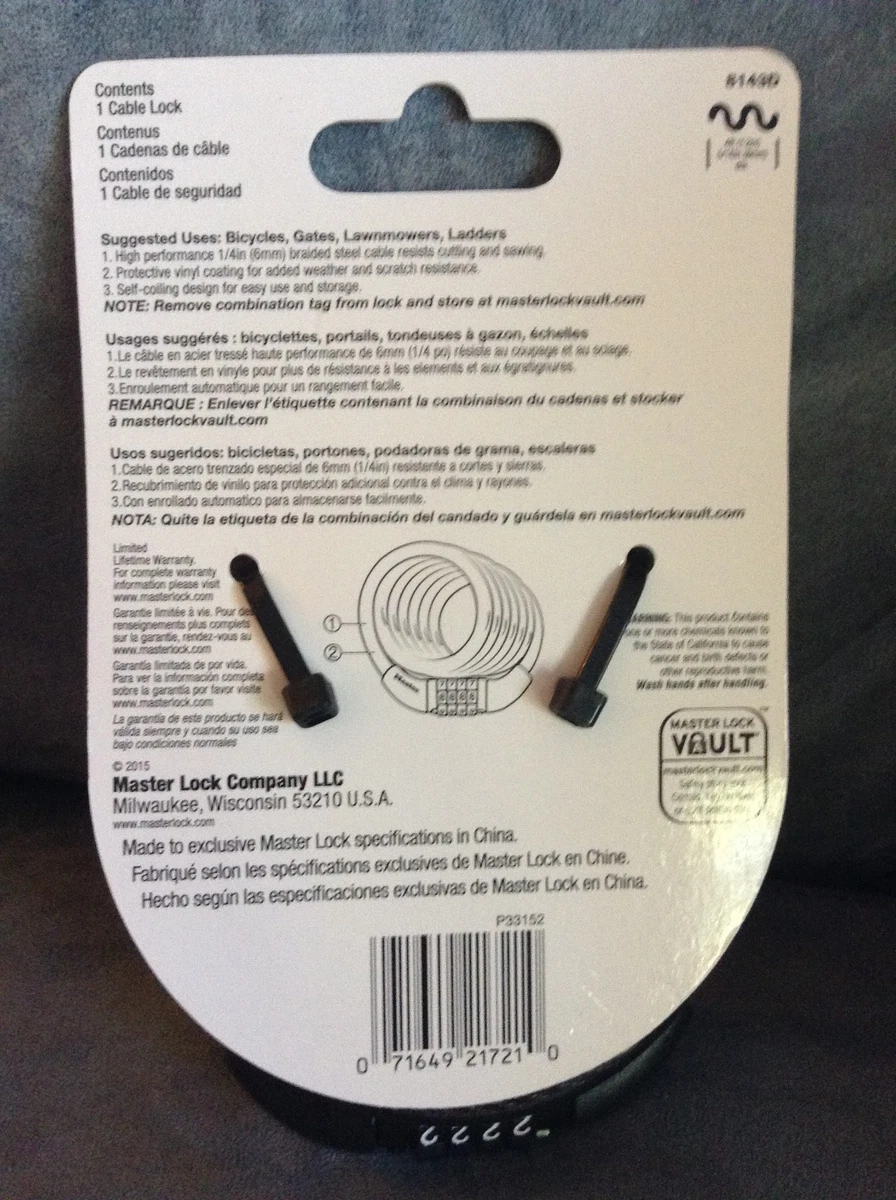 Contents
1 Cable Lock
Contenus
1 Cadenas de câble
Contenidos
1 Cable de seguridad
8143D
Suggested Uses: Bicycles, Gates, Lawnmowers, Ladders
1. High performance 1/4in (6mm) braided steel cable resists cutting and sawing.
2. Protective vinyl coating for added weather and scratch resistance.
3. Self-coiling design for easy use and storage.
NOTE: Remove combination tag from lock and store at masterlockvault.com
Usages suggérés : bicyclettes, portails, tondeuses à gazon, échelles
1.Le câble en acier tressé haute performance de 6mm (1/4 po) résiste au coupage et au sciage.
2.Le revêtement en vinyle pour plus de résistance à les elements et aux égratignures.
3.Enroulement automatique pour un rangement facile.
REMARQUE : Enlever l'étiquette contenant la combinaison du cadenas et stocker
à masterlockvault.com
Usos sugeridos: bicicletas, portones, podadoras de grama, escaleras
1.Cable de acero trenzado especial de 6mm (1/4in) resistente a cortes y sierras.
2.Recubrimiento de vinilo para protección adicional contra el clima y rayones.
3.Con enrollado automatico para almacenarse facilmente.
NOTA: Quite la etiqueta de la combinación del candado y guárdela en masterlockvault.com
Limited
Lifetime Warranty.
For complete warranty
information please visit
www.masterlock.com
Garantie limitée à vie. Pour des
renseignements plus complets
sur la garantie, rendez-vous au
www.masterlock.com
Garantía limitada de por vida.
Para ver la información completa
sobre la garantía por favor visite
www.masterlock.com
La garantía de este producto se hará
válida siempre y cuando su uso sea
bajo condiciones normales
1
2
Master
WARNING: This product contains
one or more chemicals known to
the State of California to cause
cancer and birth defects or
other reproductive harm.
Wash hands after handling.
MASTER LOCK
VAULT
masterlockvault.com
© 2015
Master Lock Company LLC
Milwaukee, Wisconsin 53210 U.S.A.
www.masterlock.com
Made to exclusive Master Lock specifications in China.
Fabriqué selon les spécifications exclusives de Master Lock en Chine.
Hecho según las especificaciones exclusivas de Master Lock en China.
P33152
0 71649 21721 0
2 2 2 2